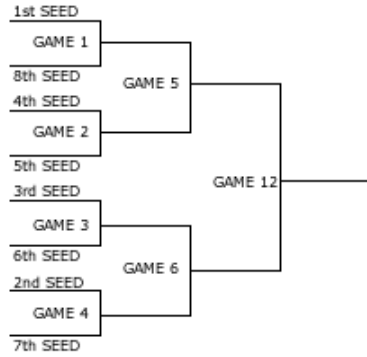 1st SEED
GAME 1
8th SEED
GAME 5
4th SEED
GAME 2
5th SEED
GAME 12
3rd SEED
GAME 3
6th SEED
GAME 6
2nd SEED
GAME 4
7th SEED